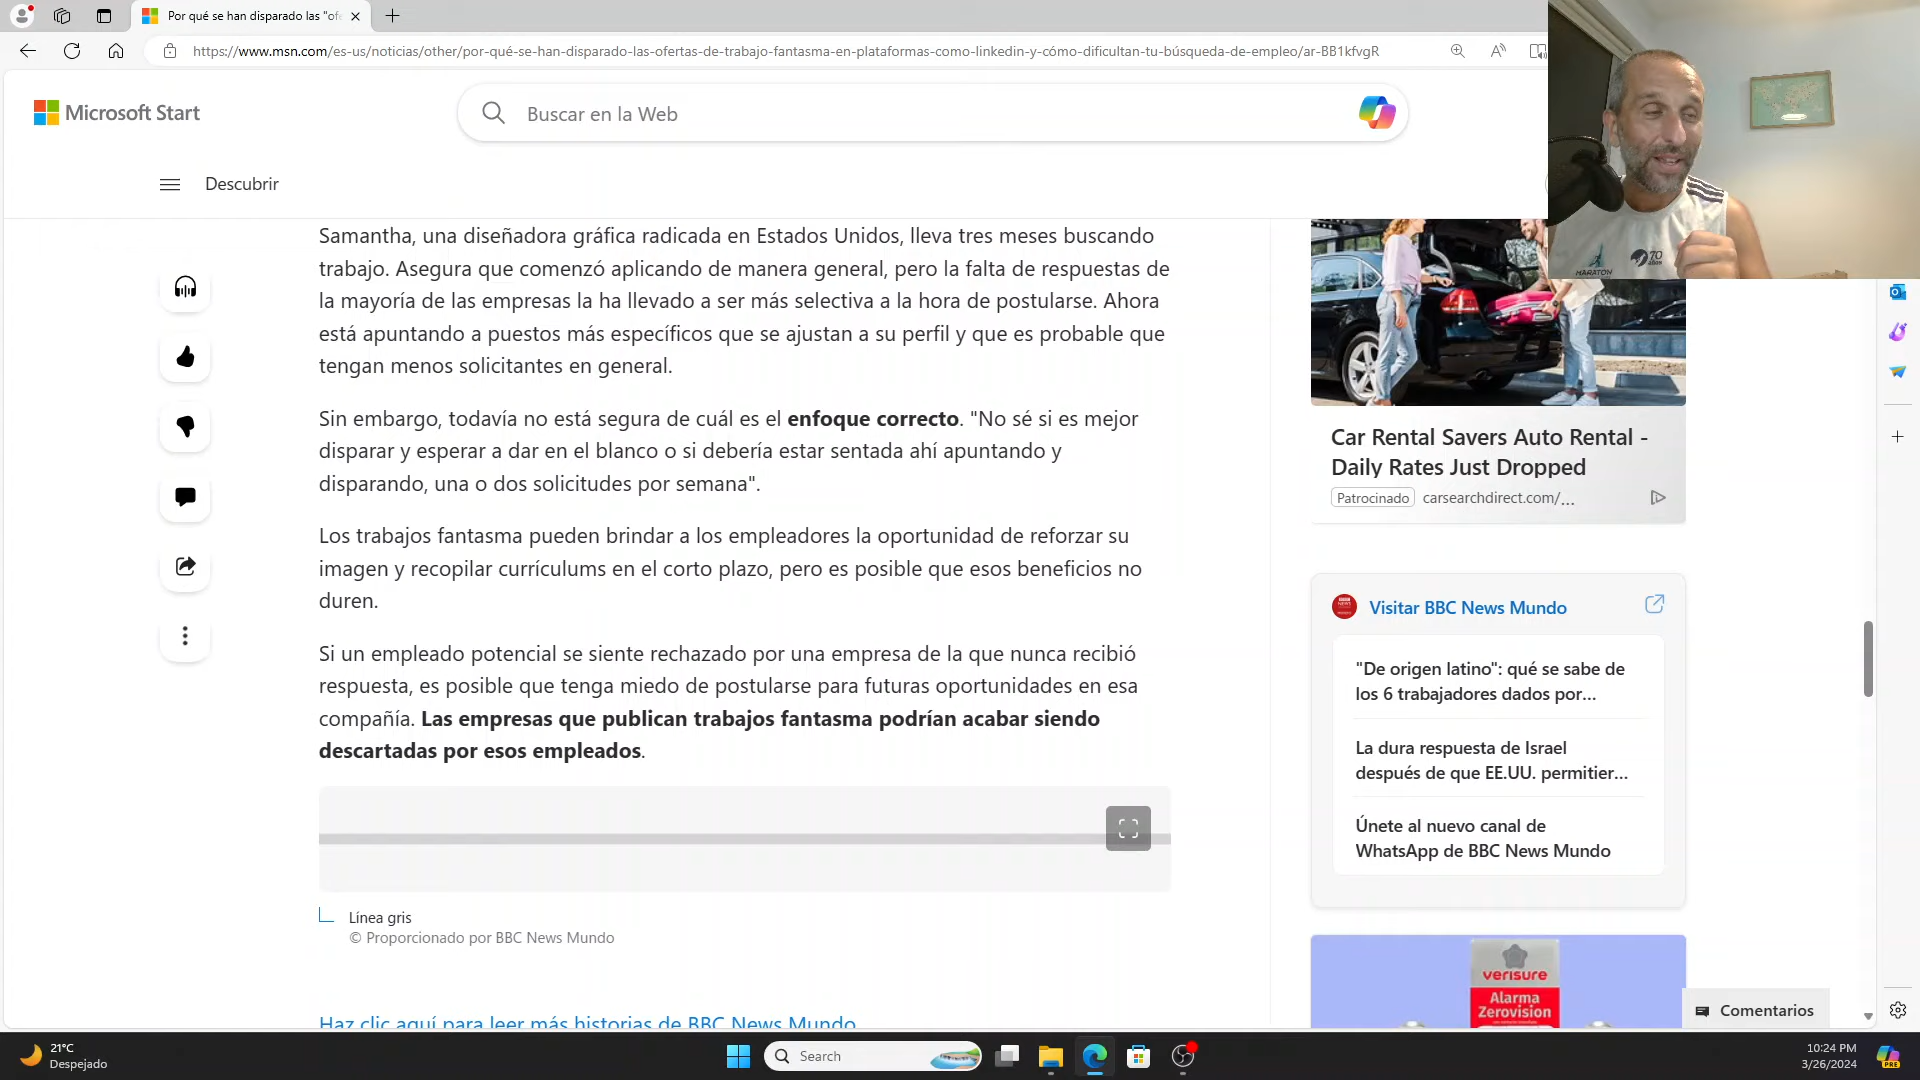 Por qué se han disparado las "ofe
https://www.msn.com/es-us/noticias/other/por-qué-se-han-disparado-las-ofertas-de-trabajo-fantasma-en-plataformas-como-linkedin-y-cómo-dificultan-tu-búsqueda-de-empleo/ar-BB1kfvgR
Microsoft Start
Buscar en la Web
Descubrir
Samantha, una diseñadora gráfica radicada en Estados Unidos, lleva tres meses buscando
trabajo. Asegura que comenzó aplicando de manera general, pero la falta de respuestas de
la mayoría de las empresas la ha llevado a ser más selectiva a la hora de postularse. Ahora
está apuntando a puestos más específicos que se ajustan a su perfil y que es probable que
tengan menos solicitantes en general.
Sin embargo, todavía no está segura de cuál es el enfoque correcto. "No sé si es mejor
disparar y esperar a dar en el blanco o si debería estar sentada ahí apuntando y
disparando, una o dos solicitudes por semana".
Los trabajos fantasma pueden brindar a los empleadores la oportunidad de reforzar su
imagen y recopilar currículums en el corto plazo, pero es posible que esos beneficios no
duren.
Si un empleado potencial se siente rechazado por una empresa de la que nunca recibió
respuesta, es posible que tenga miedo de postularse para futuras oportunidades en esa
compañía. Las empresas que publican trabajos fantasma podrían acabar siendo
descartadas por esos empleados.
Línea gris
© Proporcionado por BBC News Mundo
Haz clic aquí para leer más historias de BBC News Mundo
MARATON
70
años
Car Rental Savers Auto Rental -
Daily Rates Just Dropped
Patrocinado carsearchdirect.com/...
Visitar BBC News Mundo
"De origen latino": qué se sabe de
los 6 trabajadores dados por...
La dura respuesta de Israel
después de que EE.UU. permitier...
Únete al nuevo canal de
WhatsApp de BBC News Mundo
verisure
Alarma
Zerovision
Comentarios
21°C
Despejado
Search
10:24 PM
3/26/2024
PRE